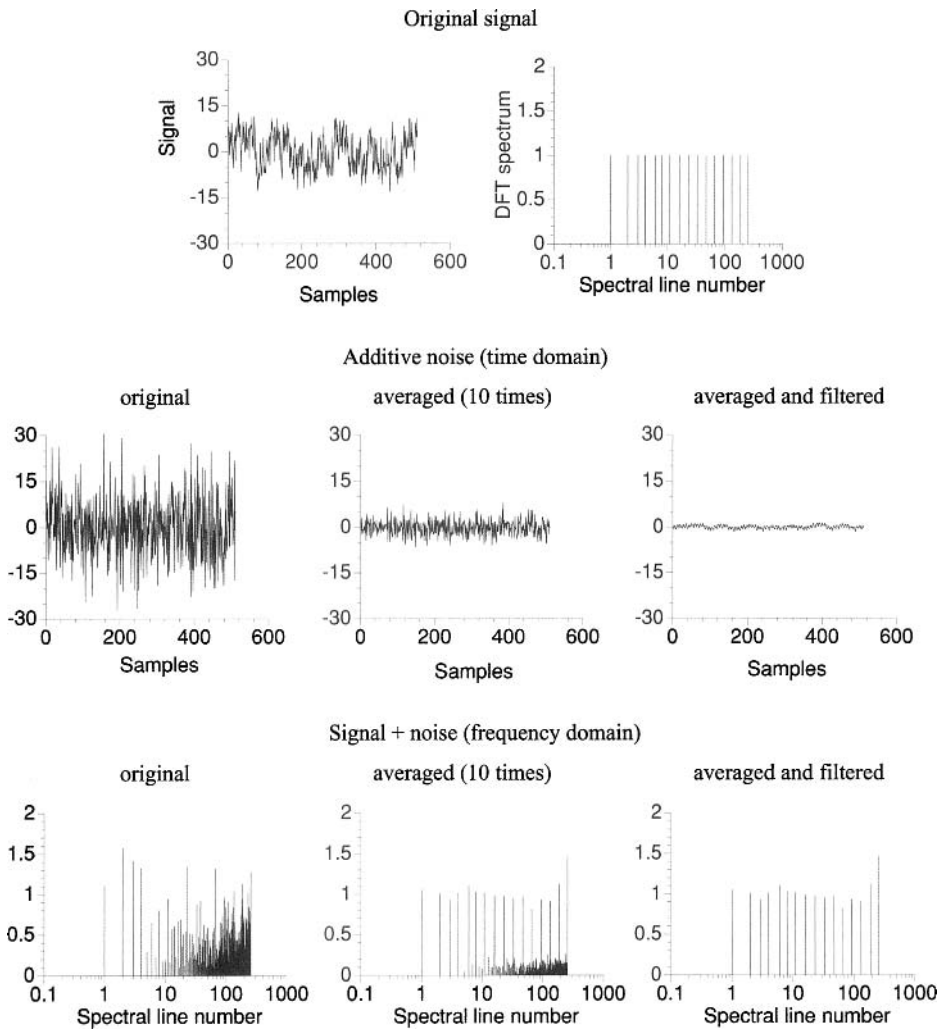 Original signal
30
15
0
-15
-30
Signal
0 200 400 600
Samples
2
1.5
1
0.5
0
DFT spectrum
0.1 1 10 100 1000
Spectral line number
Additive noise (time domain)
original
averaged (10 times)
averaged and filtered
30
15
0
-15
-30
0 200 400 600
Samples
30
15
0
-15
-30
0 200 400 600
Samples
30
15
0
-15
-30
0 200 400 600
Samples
Signal + noise (frequency domain)
original
averaged (10 times)
averaged and filtered
2
1.5
1
0.5
0
0.1 1 10 100 1000
Spectral line number
2
1.5
1
0.5
0
0.1 1 10 100 1000
Spectral line number
2
1.5
1
0.5
0
0.1 1 10 100 1000
Spectral line number